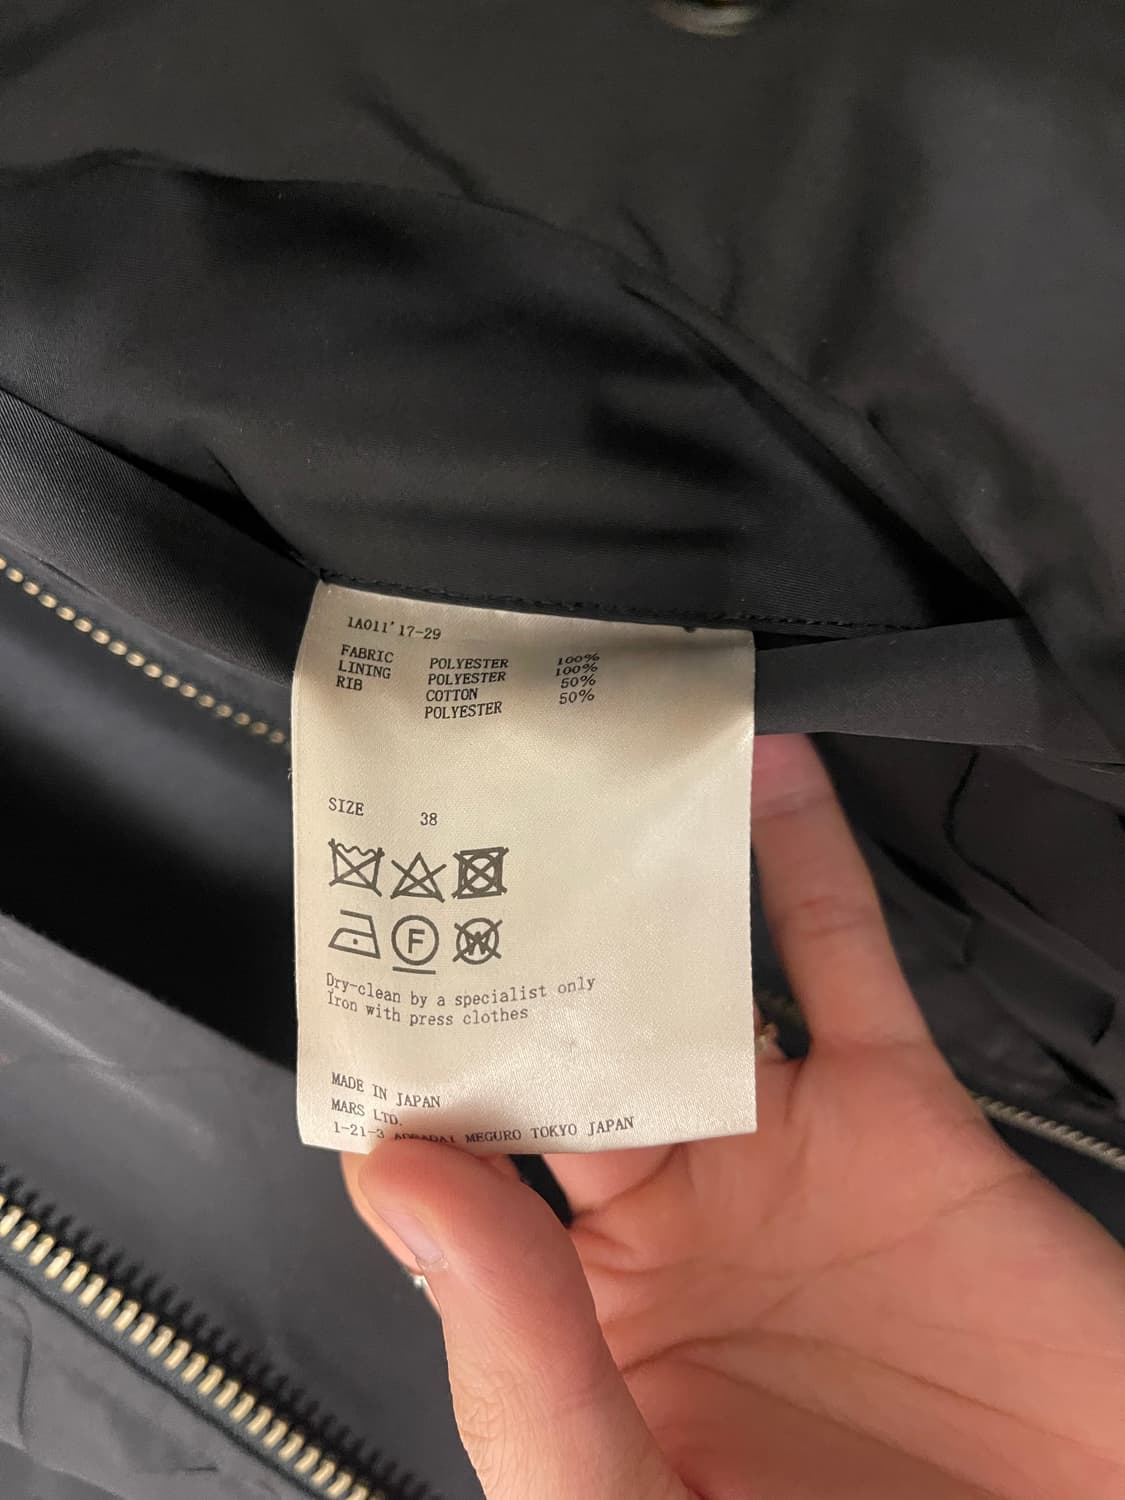 1A011'17-29
FABRIC POLYESTER 100%
LINING POLYESTER 100%
RIB COTTON 50%
POLYESTER 50%
SIZE 38
F W
Dry-clean by a specialist only
Iron with press clothes
MADE IN JAPAN
MARS LTD.
1-21-3 MEGURO TOKYO JAPAN